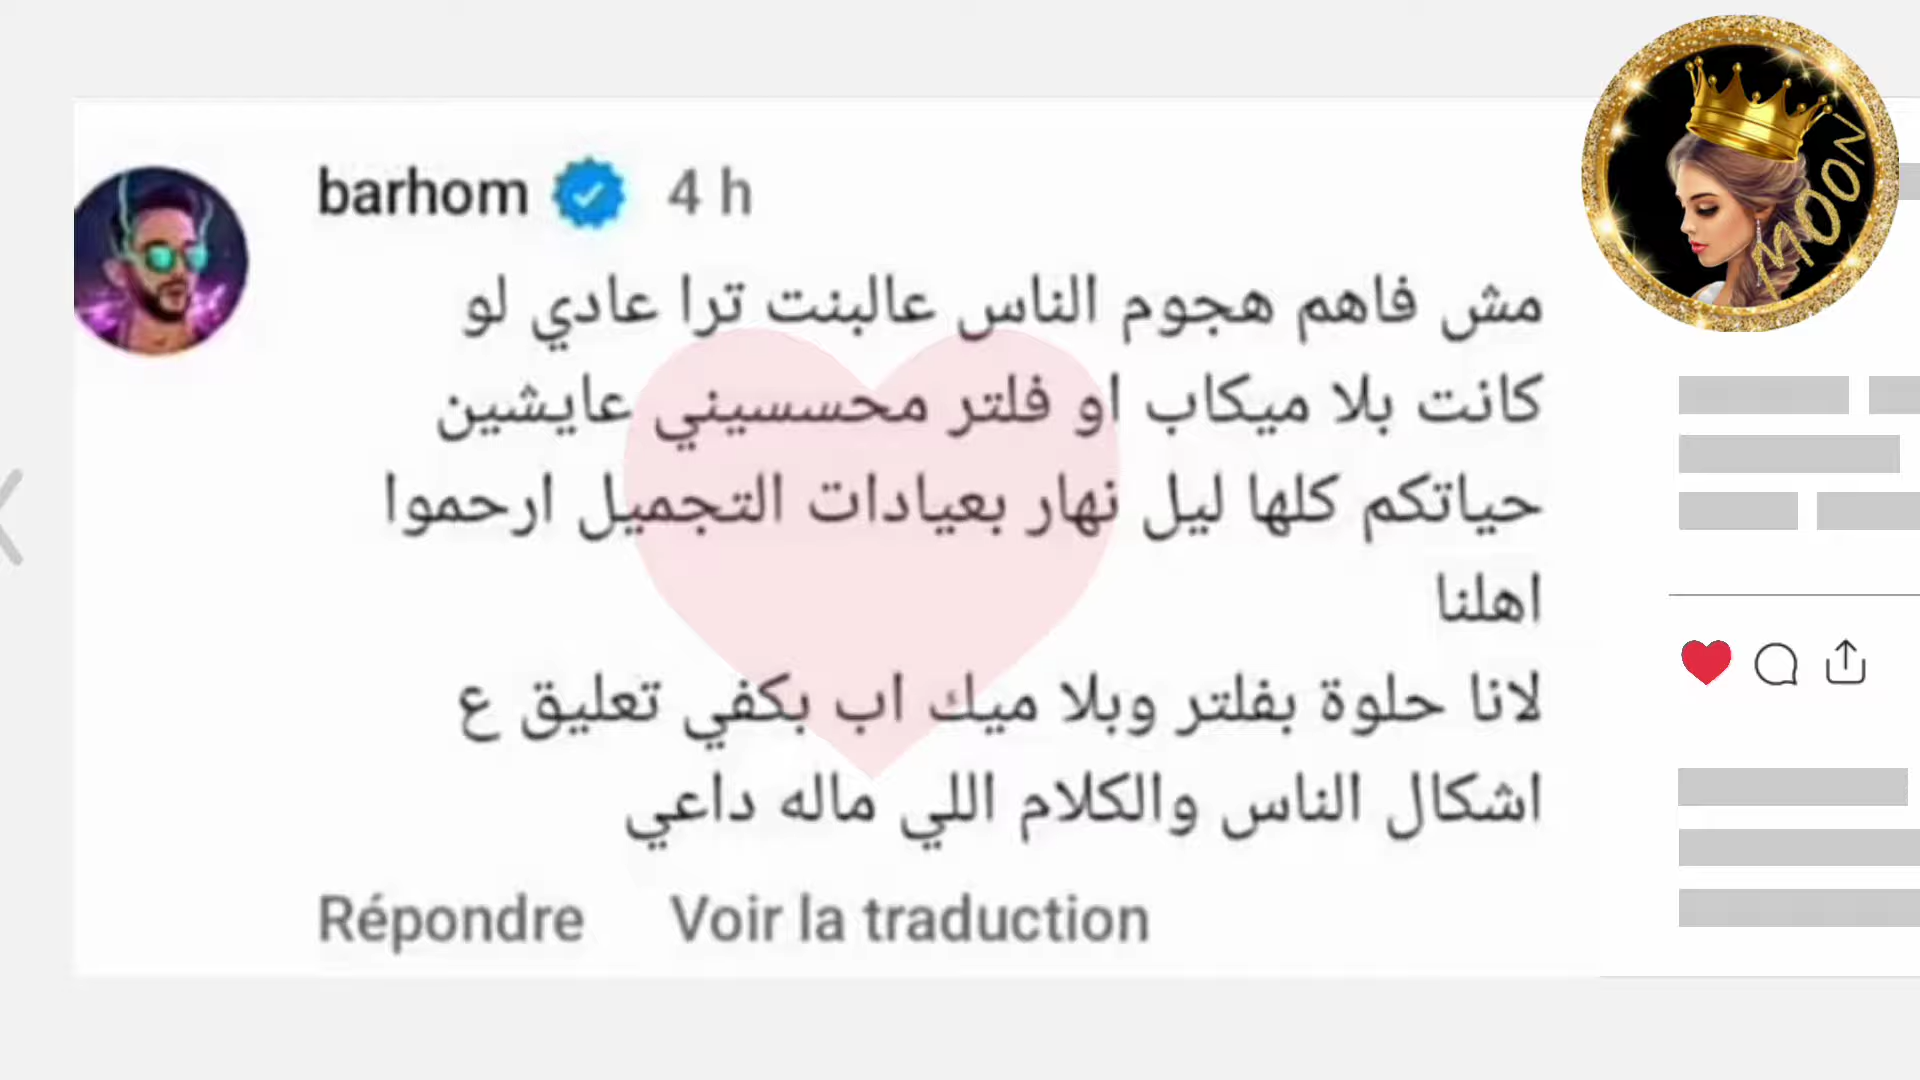 barhom 4 h
مش فاهم هجوم الناس عالبنت ترا عادي لو
كانت بلا ميكاب او فلتر محسسيني عايشين
حياتكم كلها ليل نهار بعيادات التجميل ارحموا
اهلنا
لانا حلوة بفلتر وبلا ميك اب بكفي تعليق ع
اشكال الناس والكلام اللي ماله داعي
Répondre Voir la traduction
MOON